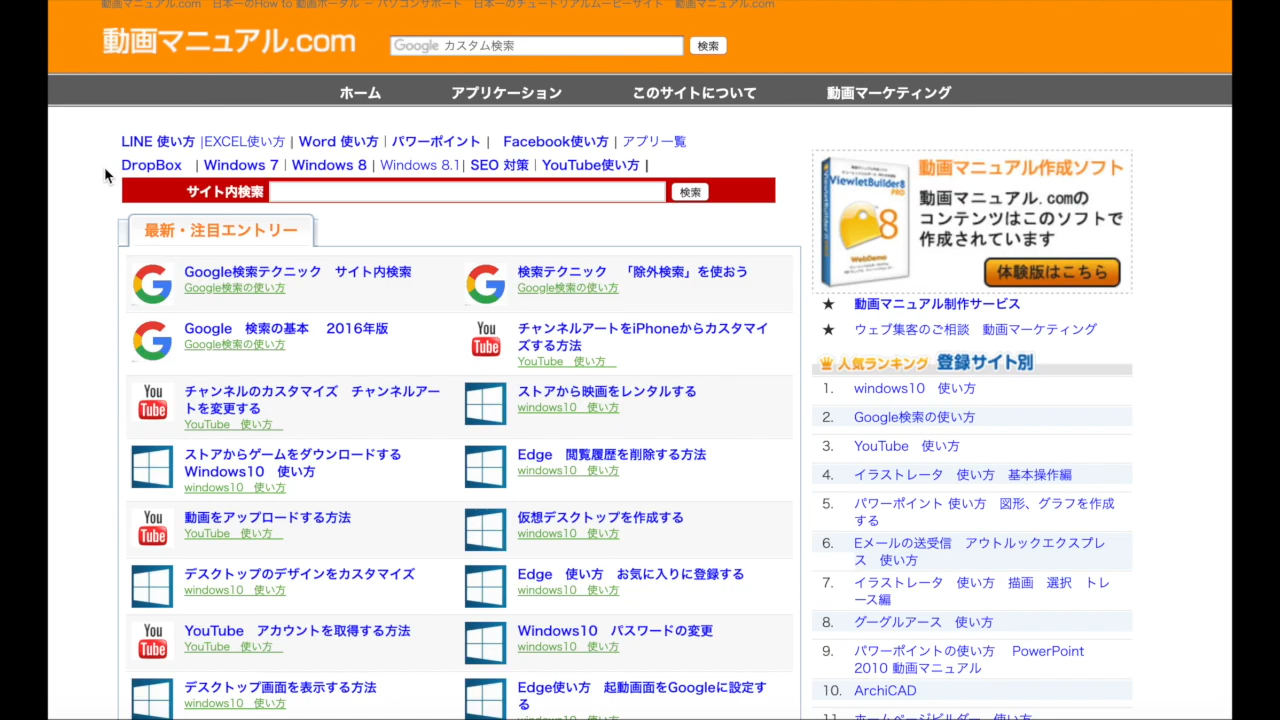 動画マニュアル.com　日本一のHow to 動画ポータル － パソコンサポート　日本一のチュートリアルムービーサイト　動画マニュアル.com
動画マニュアル.com
Google カスタム検索
検索
ホーム
アプリケーション
このサイトについて
動画マーケティング
LINE 使い方 |EXCEL使い方 | Word 使い方 | パワーポイント |　Facebook使い方 | アプリ一覧
DropBox　| Windows 7 | Windows 8 | Windows 8.1| SEO 対策 | YouTube使い方 |
サイト内検索
検索
最新・注目エントリー
Google検索テクニック　サイト内検索
Google検索の使い方
検索テクニック　「除外検索」を使おう
Google検索の使い方
Google　検索の基本　2016年版
Google検索の使い方
You
Tube
チャンネルアートをiPhoneからカスタマイ
ズする方法
YouTube　使い方
You
Tube
チャンネルのカスタマイズ　チャンネルアー
トを変更する
YouTube　使い方
ストアから映画をレンタルする
windows10　使い方
ストアからゲームをダウンロードする
Windows10　使い方
windows10　使い方
Edge　閲覧履歴を削除する方法
windows10　使い方
You
Tube
動画をアップロードする方法
YouTube　使い方
仮想デスクトップを作成する
windows10　使い方
デスクトップのデザインをカスタマイズ
windows10　使い方
Edge　使い方　お気に入りに登録する
windows10　使い方
You
Tube
YouTube　アカウントを取得する方法
YouTube　使い方
Windows10　パスワードの変更
windows10　使い方
デスクトップ画面を表示する方法
windows10　使い方
Edge使い方　起動画面をGoogleに設定す
る
windows10　使い方
ViewletBuilder8
PRO
8
WebDemo
動画マニュアル作成ソフト
動画マニュアル.comの
コンテンツはこのソフトで
作成されています
体験版はこちら
★　動画マニュアル制作サービス
★　ウェブ集客のご相談　動画マーケティング
人気ランキング 登録サイト別
1.　windows10　使い方
2.　Google検索の使い方
3.　YouTube　使い方
4.　イラストレータ　使い方　基本操作編
5.　パワーポイント 使い方　図形、グラフを作成
する
6.　Eメールの送受信　アウトルックエクスプレ
ス　使い方
7.　イラストレータ　使い方　描画　選択　トレ
ース編
8.　グーグルアース　使い方
9.　パワーポイントの使い方　PowerPoint
2010 動画マニュアル
10.　ArchiCAD
11.　ホームページビルダー　使い方